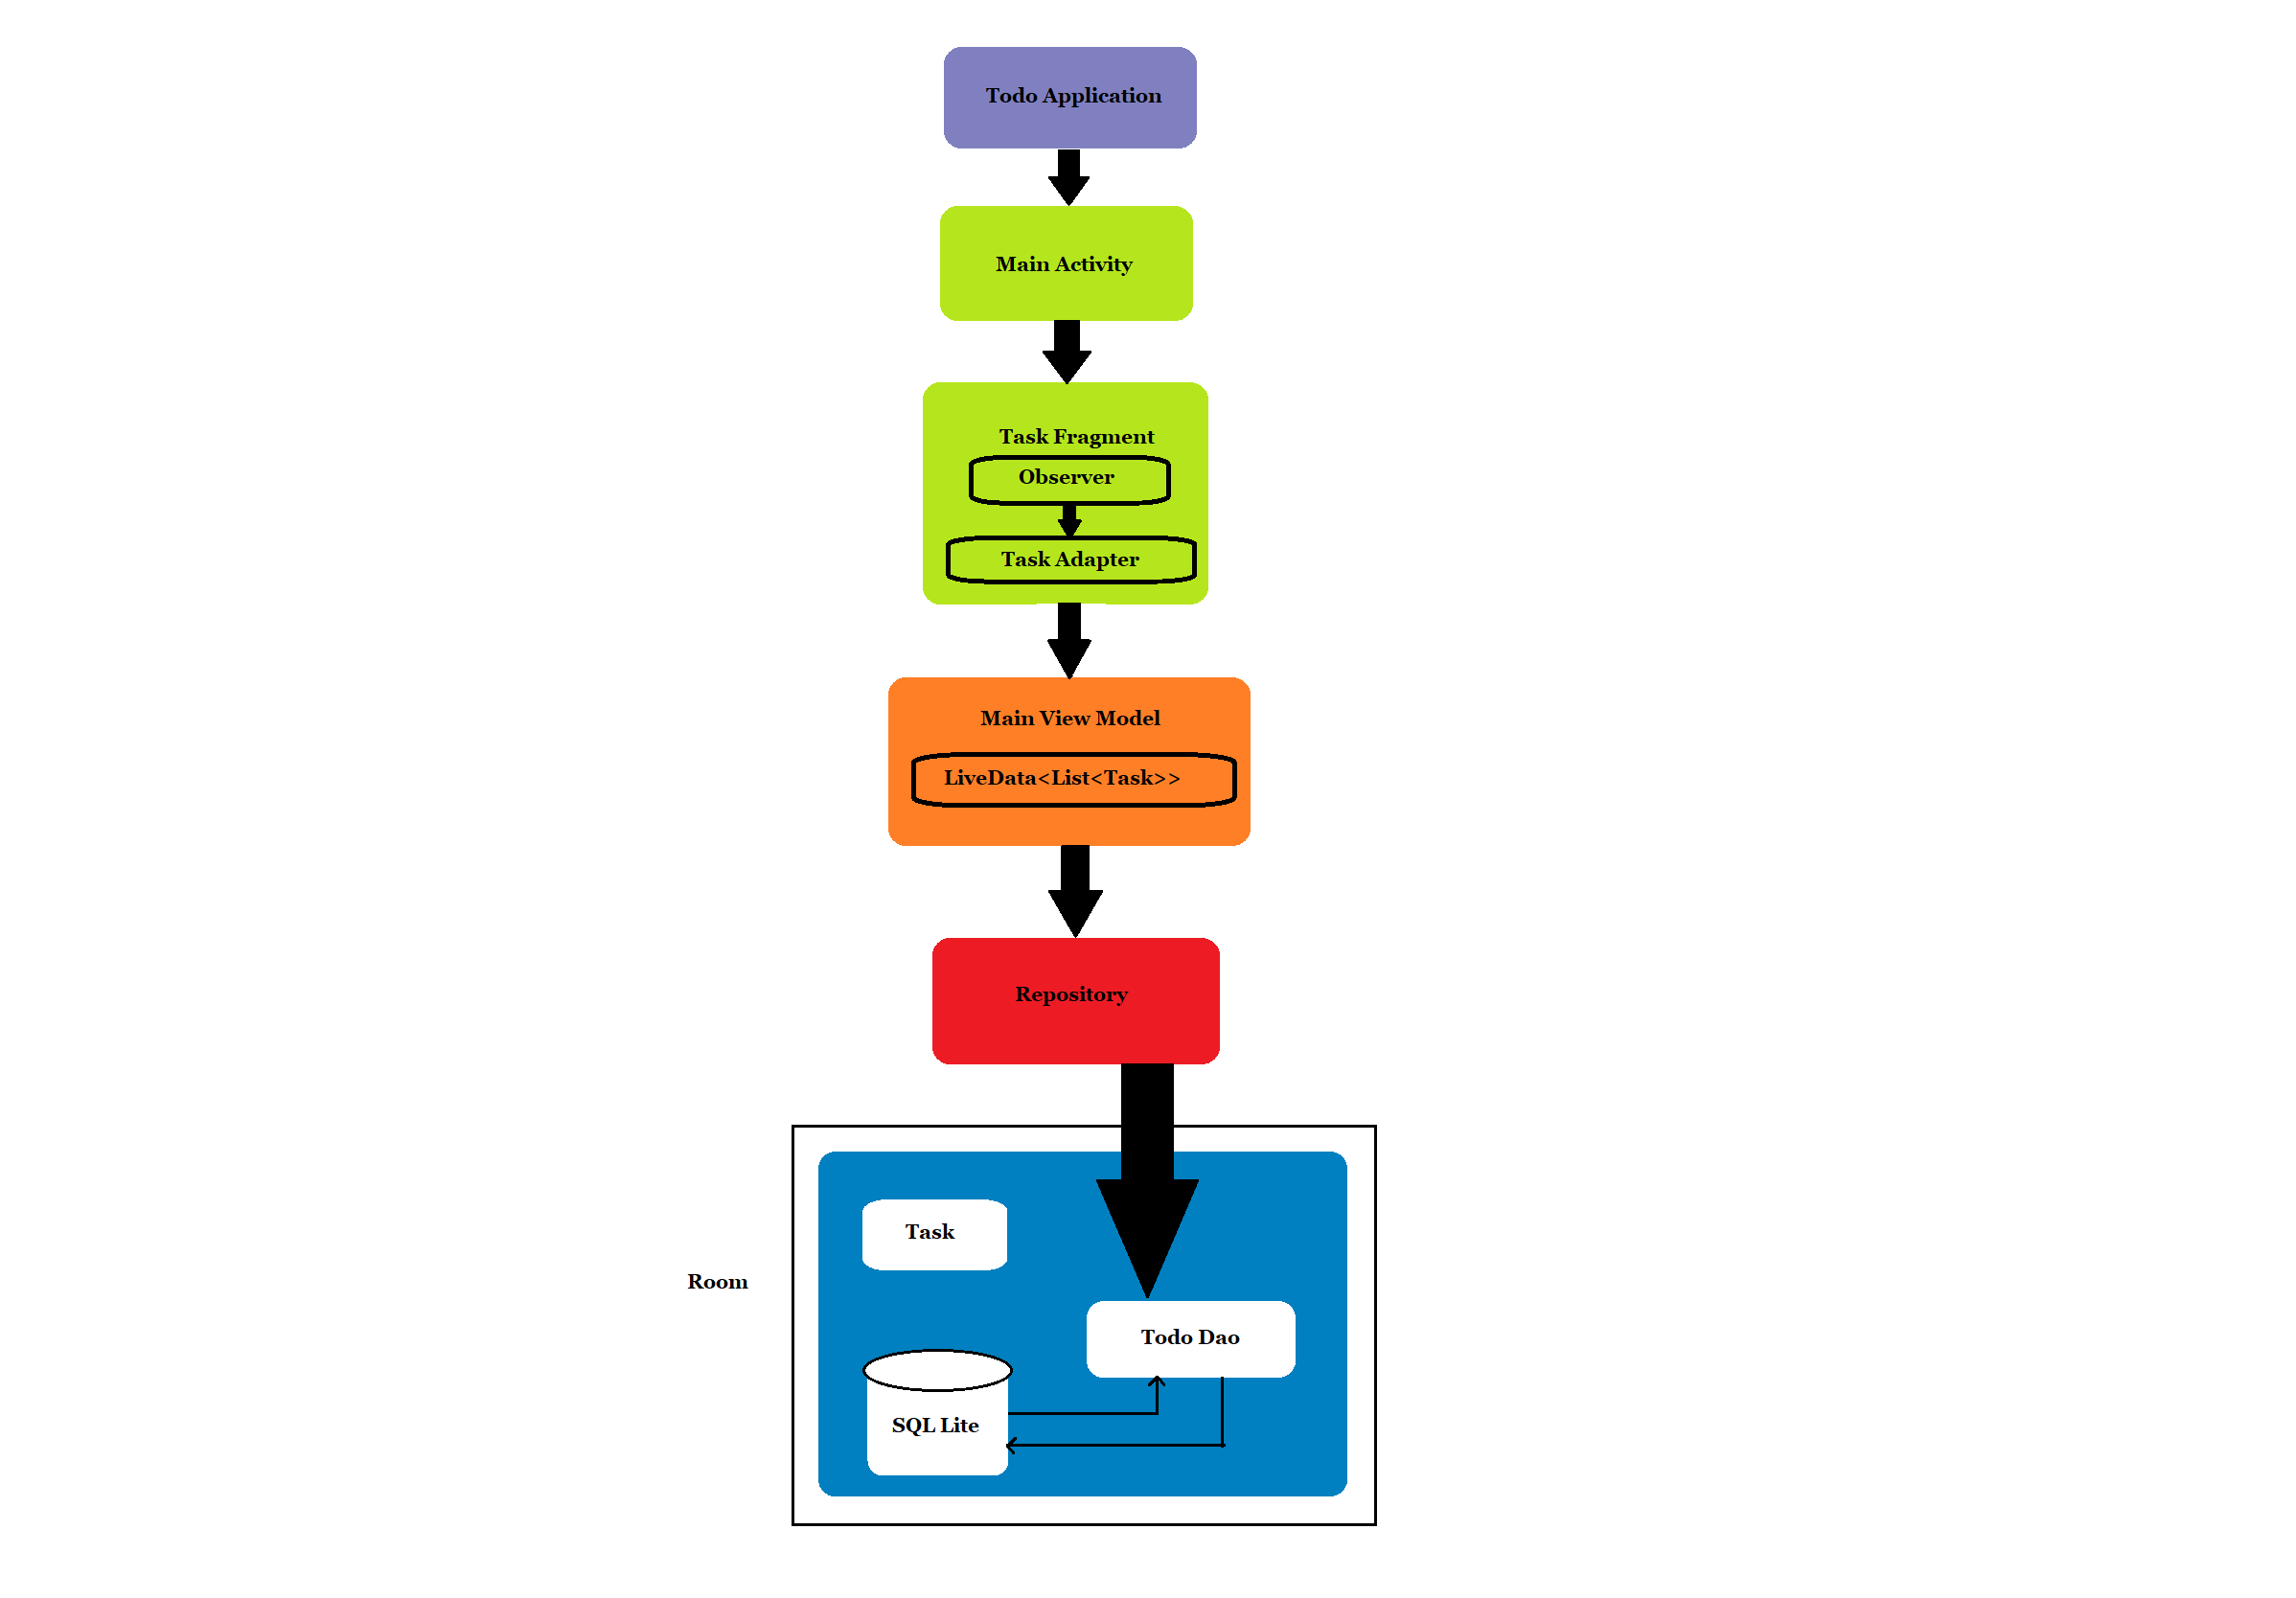 Todo Application
Main Activity
Task Fragment
Observer
Task Adapter
Main View Model
LiveData<List<Task>>
Repository
Task
Room
Todo Dao
SQL Lite